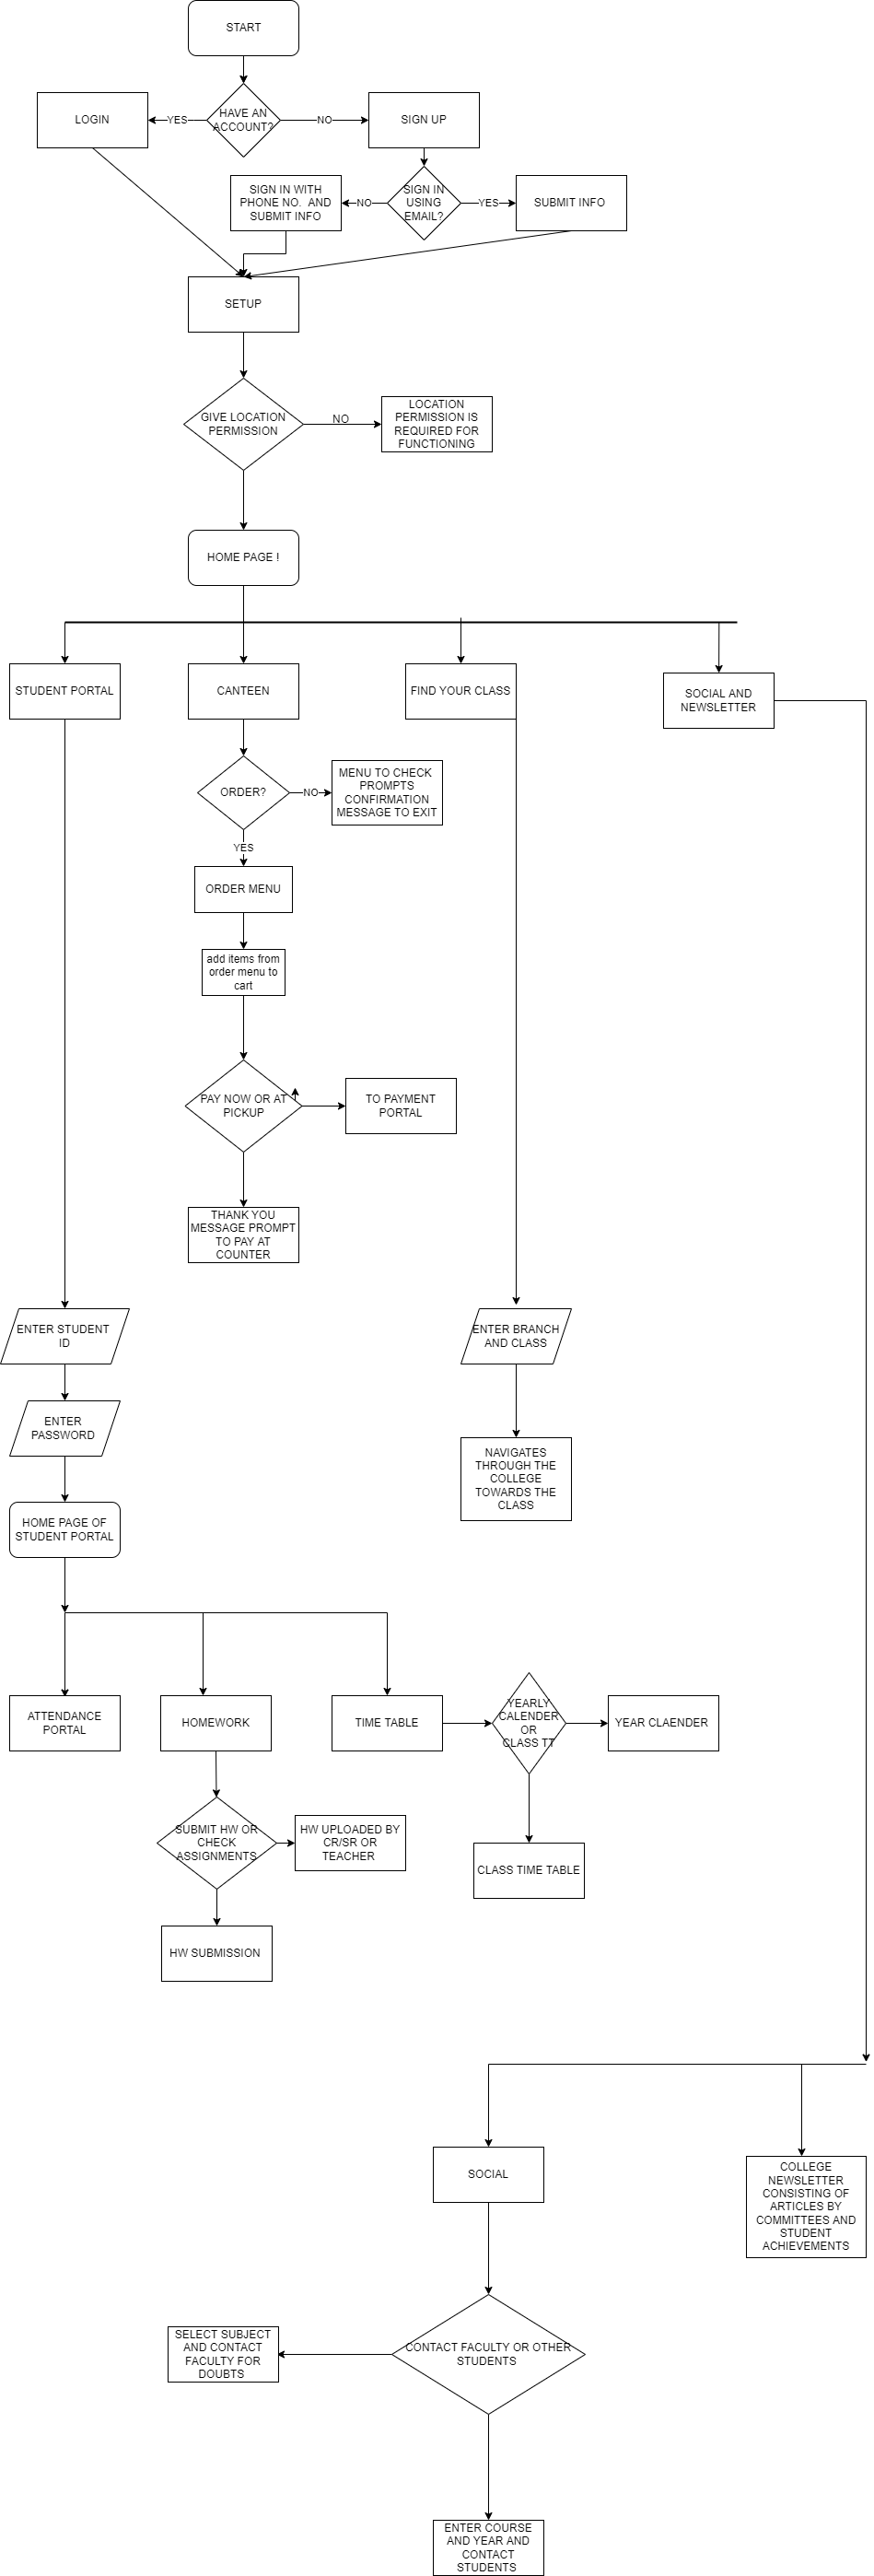 START
HAVE AN
ACCOUNT?
YES
NO
LOGIN
SIGN UP
SIGN IN WITH
PHONE NO. AND
SUBMIT INFO
NO
SIGN IN
USING
EMAIL?
YES
SUBMIT INFO
SETUP
GIVE LOCATION
PERMISSION
NO
LOCATION
PERMISSION IS
REQUIRED FOR
FUNCTIONING
HOME PAGE !
STUDENT PORTAL
CANTEEN
FIND YOUR CLASS
SOCIAL AND
NEWSLETTER
ORDER?
NO
MENU TO CHECK
PROMPTS
CONFIRMATION
MESSAGE TO EXIT
YES
ORDER MENU
add items from
order menu to
cart
PAY NOW OR AT
PICKUP
TO PAYMENT
PORTAL
THANK YOU
MESSAGE PROMPT
TO PAY AT
COUNTER
ENTER STUDENT
ID
ENTER BRANCH
AND CLASS
ENTER
PASSWORD
NAVIGATES
THROUGH THE
COLLEGE
TOWARDS THE
CLASS
HOME PAGE OF
STUDENT PORTAL
ATTENDANCE
PORTAL
HOMEWORK
TIME TABLE
YEARLY
CALENDER
OR
CLASS TT
YEAR CLAENDER
SUBMIT HW OR
CHECK
ASSIGNMENTS
HW UPLOADED BY
CR/SR OR
TEACHER
CLASS TIME TABLE
HW SUBMISSION
SOCIAL
COLLEGE
NEWSLETTER
CONSISTING OF
ARTICLES BY
COMMITTEES AND
STUDENT
ACHIEVEMENTS
SELECT SUBJECT
AND CONTACT
FACULTY FOR
DOUBTS
CONTACT FACULTY OR OTHER
STUDENTS
ENTER COURSE
AND YEAR AND
CONTACT
STUDENTS